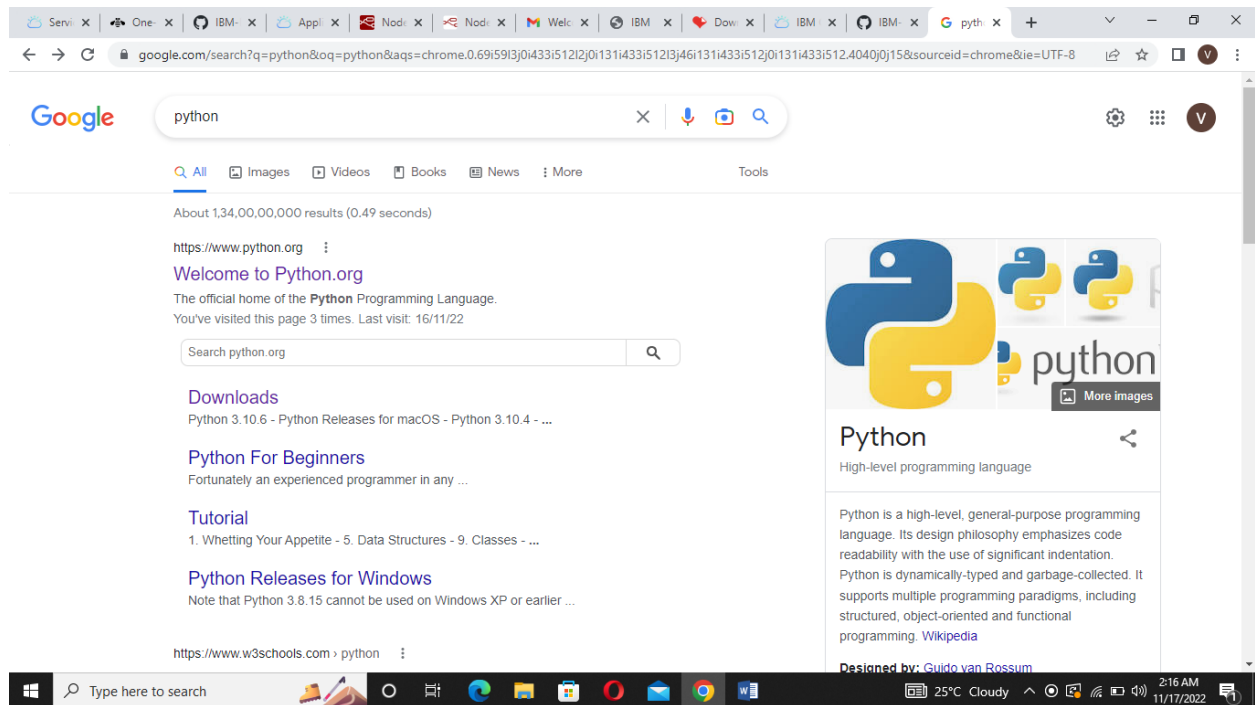 Servi
One-
IBM-
Appli
Node
Node
Welc
IBM
Dow
IBM
IBM-
pyth
google.com/search?q=python&oq=python&aqs=chrome.0.69i59l3j0i433i512l2j0i131i433i512l3j46i131i433i512j0i131i433i512.4040j0j15&sourceid=chrome&ie=UTF-8
V
Google
python
V
All Images Videos Books News More Tools
About 1,34,00,00,000 results (0.49 seconds)
https://www.python.org
Welcome to Python.org
The official home of the Python Programming Language.
You've visited this page 3 times. Last visit: 16/11/22
Search python.org
Downloads
Python 3.10.6 - Python Releases for macOS - Python 3.10.4 - ...
Python For Beginners
Fortunately an experienced programmer in any ...
Tutorial
1. Whetting Your Appetite - 5. Data Structures - 9. Classes - ...
Python Releases for Windows
Note that Python 3.8.15 cannot be used on Windows XP or earlier ...
https://www.w3schools.com › python
python
More images
Python
High-level programming language
Python is a high-level, general-purpose programming
language. Its design philosophy emphasizes code
readability with the use of significant indentation.
Python is dynamically-typed and garbage-collected. It
supports multiple programming paradigms, including
structured, object-oriented and functional
programming. Wikipedia
Designed by: Guido van Rossum
Type here to search
25°C Cloudy
2:16 AM
11/17/2022
1